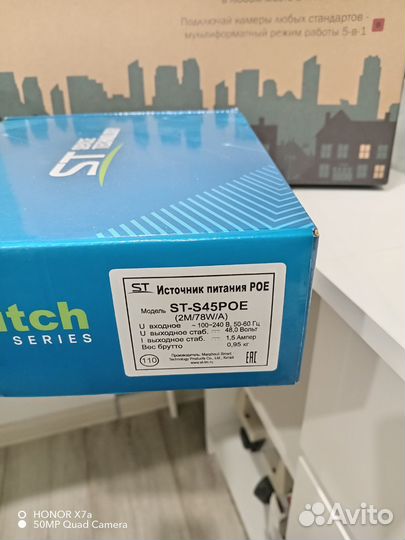 Подключай камеры любых стандартов -
мультиформатный режим работы 5-в-1
ST
itch
SERIES
ST Источник питания POE
Модель ST-S45POE
(2M/78W/A)
U входное ~ 100~240 В, 50-60 Гц
U выходное стаб. = 48,0 Вольт
I выходное стаб. = 1,5 Ампер
Вес брутто 0,95 кг
110
Производитель: Manzhouli Smart
Technology Products Co., Ltd., Китай
www.st-tm.ru
EAC
HONOR X7a
50MP Quad Camera
Avito